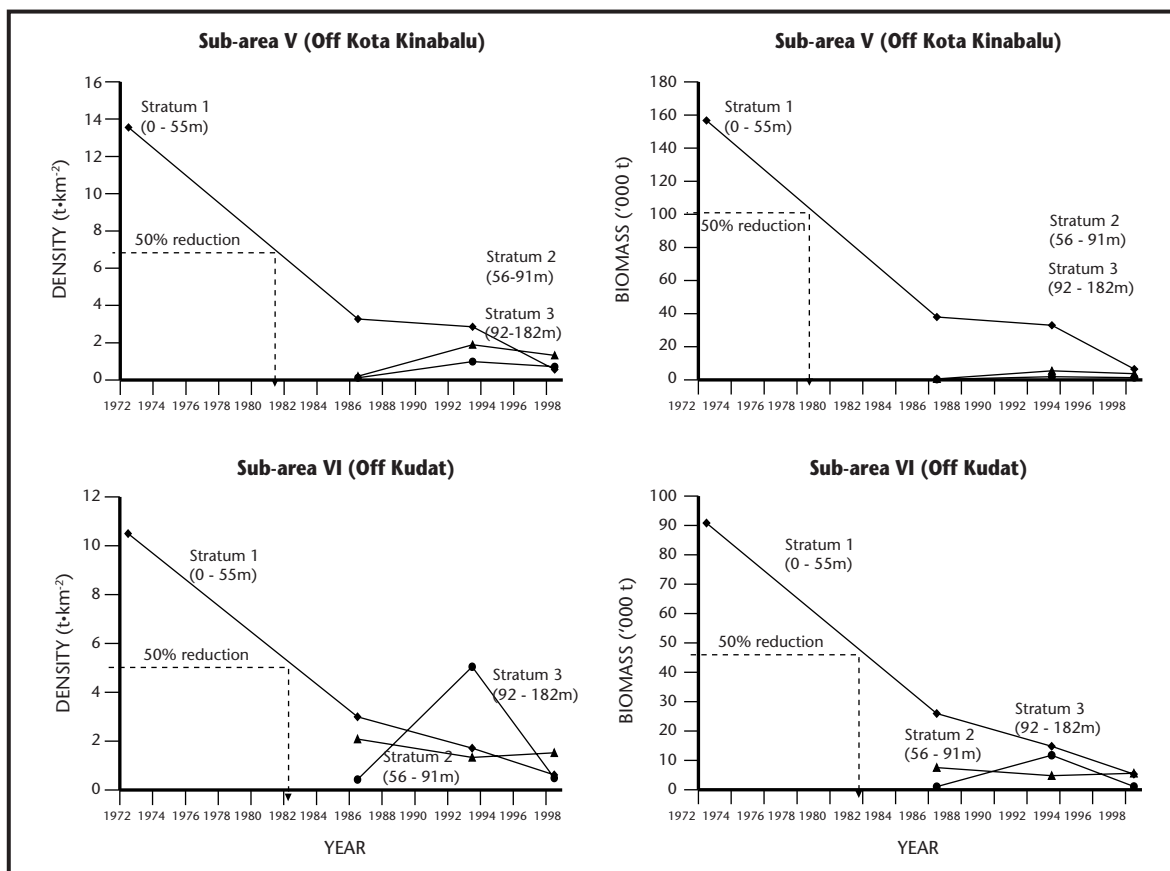 Sub-area V (Off Kota Kinabalu)
16
14
12
10
8
6
4
2
0
DENSITY (t•km-2)
Stratum 1
(0 - 55m)
50% reduction
Stratum 2
(56-91m)
Stratum 3
(92-182m)
1972 1974 1976 1978 1980 1982 1984 1986 1988 1990 1992 1994 1996 1998
Sub-area V (Off Kota Kinabalu)
180
160
140
120
100
80
60
40
20
0
BIOMASS ('000 t)
Stratum 1
(0 - 55m)
50% reduction
Stratum 2
(56 - 91m)
Stratum 3
(92 - 182m)
1972 1974 1976 1978 1980 1982 1984 1986 1988 1990 1992 1994 1996 1998
Sub-area VI (Off Kudat)
12
10
8
6
4
2
0
DENSITY (t•km-2)
Stratum 1
(0 - 55m)
50% reduction
Stratum 3
(92 - 182m)
Stratum 2
(56 - 91m)
1972 1974 1976 1978 1980 1982 1984 1986 1988 1990 1992 1994 1996 1998
YEAR
Sub-area VI (Off Kudat)
100
90
80
70
60
50
40
30
20
10
0
BIOMASS ('000 t)
Stratum 1
(0 - 55m)
50% reduction
Stratum 3
(92 - 182m)
Stratum 2
(56 - 91m)
1972 1974 1976 1978 1980 1982 1984 1986 1988 1990 1992 1994 1996 1998
YEAR